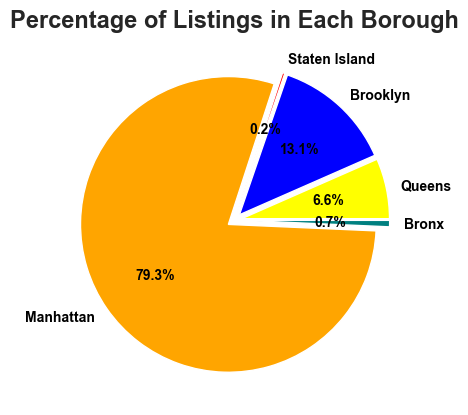 Percentage of Listings in Each Borough
Staten Island
Brooklyn
0.2%
13.1%
Queens
6.6%
0.7%
Bronx
79.3%
Manhattan